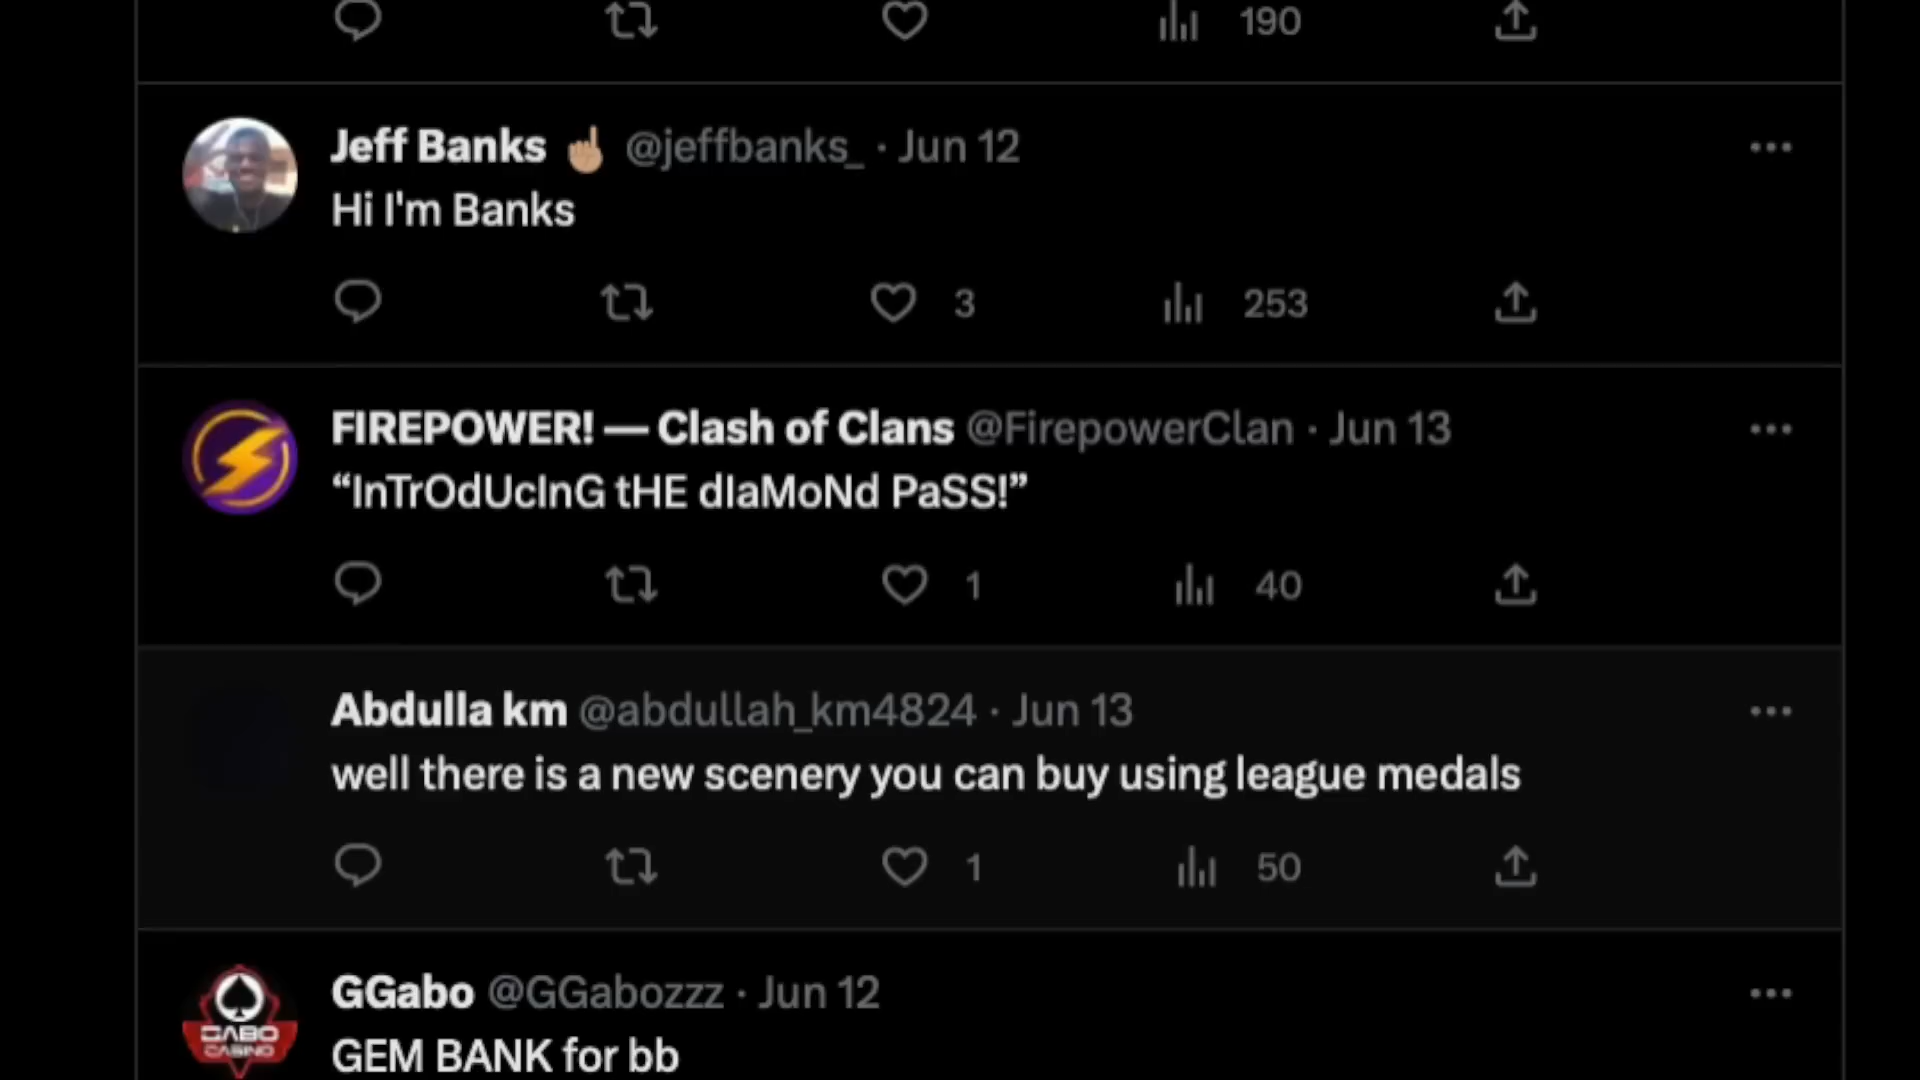 190
Jeff Banks ☝🏼 @jeffbanks_ · Jun 12
Hi I'm Banks
3 253
FIREPOWER! — Clash of Clans @FirepowerClan · Jun 13
“InTrOdUcInG tHE dIaMoNd PaSS!”
1 40
Abdulla km @abdullah_km4824 · Jun 13
well there is a new scenery you can buy using league medals
1 50
GGabo @GGabozzz · Jun 12
GABO
CASINO
GEM BANK for bb